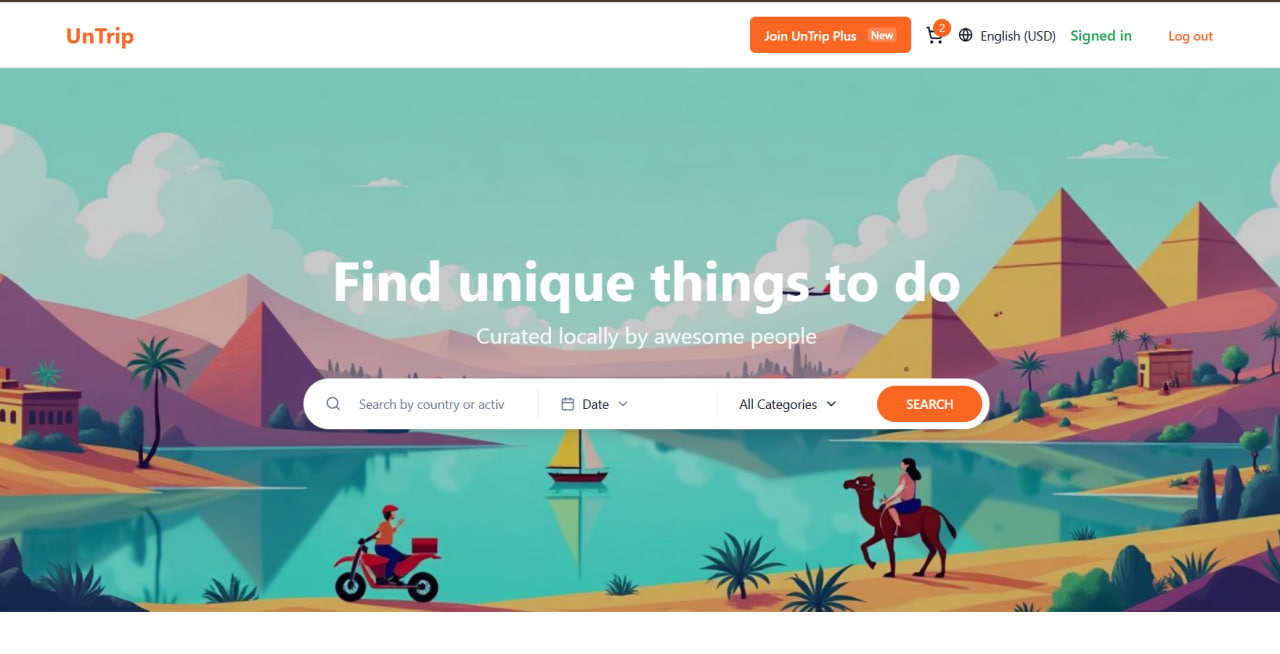 UnTrip
Join UnTrip Plus New
2
English (USD)
Signed in
Log out
Find unique things to do
Curated locally by awesome people
Search by country or activ
Date
All Categories
SEARCH